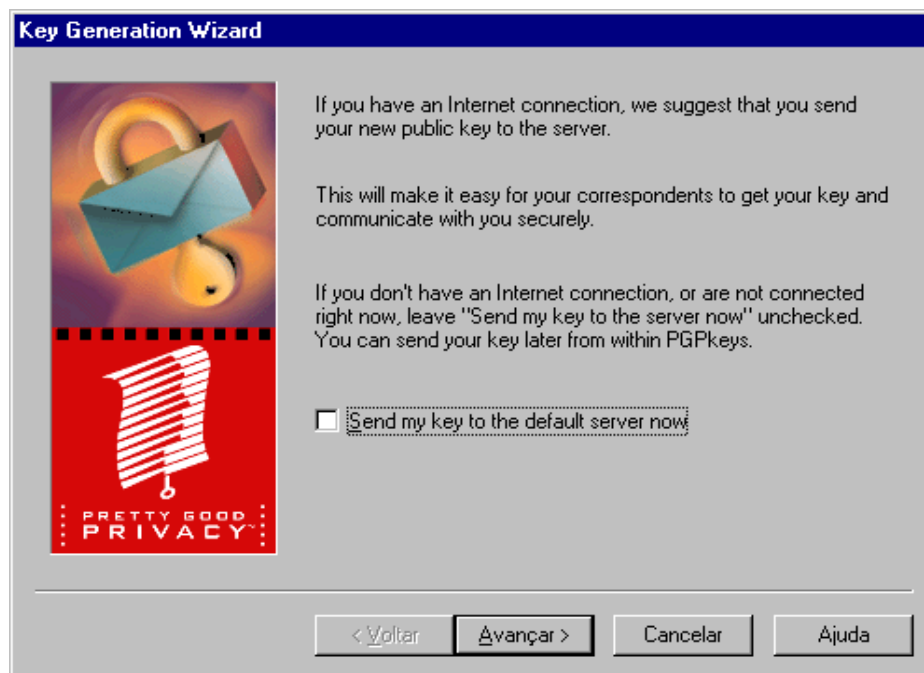 Key Generation Wizard
If you have an Internet connection, we suggest that you send
your new public key to the server.
This will make it easy for your correspondents to get your key and
communicate with you securely.
If you don't have an Internet connection, or are not connected
right now, leave "Send my key to the server now" unchecked.
You can send your key later from within PGPkeys.
Send my key to the default server now
PRETTY GOOD
PRIVACY™
< Voltar
Avançar >
Cancelar
Ajuda